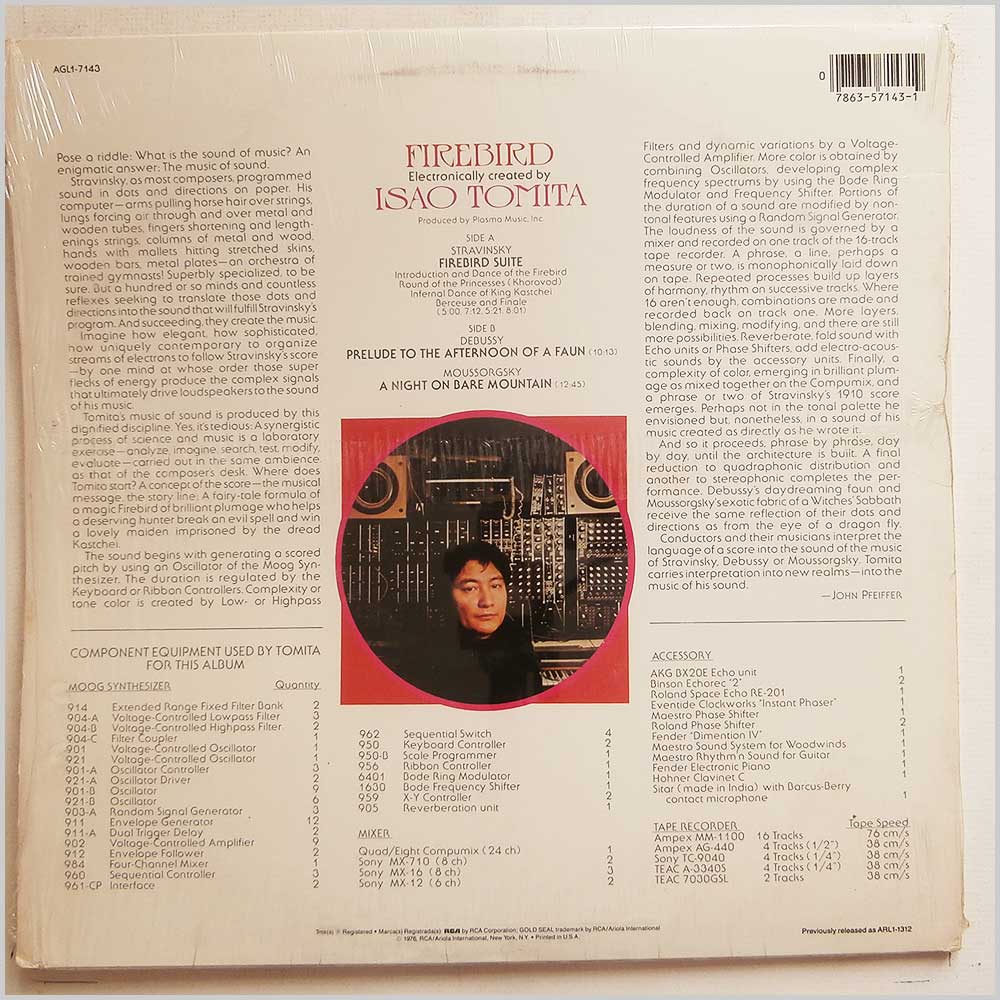 AGL1-7143
0
7863-57143-1
Pose a riddle: What is the sound of music? An
enigmatic answer: The music of sound.
Stravinsky, as most composers, programmed
sound in dots and directions on paper. His
computer—arms pulling horse hair over strings,
lungs forcing air through and over metal and
wooden tubes, fingers shortening and length-
enings strings, columns of metal and wood,
hands with mallets hitting stretched skins,
wooden bars, metal plates—an orchestra of
trained gymnasts! Superbly specialized, to be
sure. But a hundred or so minds and countless
reflexes seeking to translate those dots and
directions into the sound that will fulfill Stravinsky's
program. And succeeding, they create the music.
Imagine how elegant, how sophisticated,
how uniquely contemporary to organize
streams of electrons to follow Stravinsky's score
—by one mind at whose order those super
flecks of energy produce the complex signals
that ultimately drive loudspeakers to the sound
of his music.
Tomita's music of sound is produced by this
dignified discipline. Yes, it's tedious: A synergistic
process of science and music is a laboratory
exercise—analyze, imagine, search, test, modify,
evaluate—carried out in the same ambience
as that of the composers desk. Where does
Tomita start? A concept of the score—the musical
message, the story line: A fairy-tale formula of
a magic Firebird of brilliant plumage who helps
a deserving hunter break an evil spell and win
a lovely maiden imprisoned by the dread
Kastchei.
The sound begins with generating a scored
pitch by using an Oscillator of the Moog Syn-
thesizer. The duration is regulated by the
Keyboard or Ribbon Controllers. Complexity or
tone color is created by Low- or Highpass
FIREBIRD
Electronically created by
ISAO TOMITA
Produced by Plasma Music, Inc.
SIDE A
STRAVINSKY
FIREBIRD SUITE
Introduction and Dance of the Firebird
Round of the Princesses (Khoravod)
Infernal Dance of King Kastchei
Berceuse and Finale
(5:00, 7:12, 5:21, 8:01)
SIDE B
DEBUSSY
PRELUDE TO THE AFTERNOON OF A FAUN (10:13)
MOUSSORGSKY
A NIGHT ON BARE MOUNTAIN (12:45)
Filters and dynamic variations by a Voltage-
Controlled Amplifier. More color is obtained by
combining Oscillators, developing complex
frequency spectrums by using the Bode Ring
Modulator and Frequency Shifter. Portions of
the duration of a sound are modified by non-
tonal features using a Random Signal Generator.
The loudness of the sound is governed by a
mixer and recorded on one track of the 16-track
tape recorder. A phrase, a line, perhaps a
measure or two, is monophonically laid down
on tape. Repeated processes build up layers
of harmony, rhythm on successive tracks. Where
16 aren't enough, combinations are made and
recorded back on track one. More layers,
blending, mixing, modifying, and there are still
more possibilities. Reverberate, fold sound with
Echo units or Phase Shifters, add electro-acous-
tic sounds by the accessory units. Finally, a
complexity of color, emerging in brilliant plum-
age as mixed together on the Compumix, and
a phrase or two of Stravinsky's 1910 score
emerges. Perhaps not in the tonal palette he
envisioned but, nonetheless, in a sound of his
music created as directly as he wrote it.
And so it proceeds, phrase by phrase, day
by day, until the architecture is built. A final
reduction to quadraphonic distribution and
another to stereophonic completes the per-
formance. Debussy's daydreaming faun and
Moussorgsky's exotic fabric of a Witches' Sabbath
receive the same reflection of their dots and
directions as from the eye of a dragon fly.
Conductors and their musicians interpret the
language of a score into the sound of the music
of Stravinsky, Debussy or Moussorgsky. Tomita
carries interpretation into new realms—into the
music of his sound.
—JOHN PFEIFFER
COMPONENT EQUIPMENT USED BY TOMITA
FOR THIS ALBUM
MOOG SYNTHESIZER Quantity
914 Extended Range Fixed Filter Bank 2
904-A Voltage-Controlled Lowpass Filter 3
904-B Voltage-Controlled Highpass Filter 2
904-C Filter Coupler 1
901 Voltage-Controlled Oscillator 1
921 Voltage-Controlled Oscillator 1
901-A Oscillator Controller 3
921-A Oscillator Driver 2
901-B Oscillator 9
921-B Oscillator 6
903-A Random Signal Generator 3
911 Envelope Generator 12
911-A Dual Trigger Delay 2
902 Voltage-Controlled Amplifier 9
912 Envelope Follower 2
984 Four-Channel Mixer 1
960 Sequential Controller 3
961-CP Interface 2
962 Sequential Switch 4
950 Keyboard Controller 2
950-B Scale Programmer 1
956 Ribbon Controller 1
6401 Bode Ring Modulator 1
1630 Bode Frequency Shifter 1
959 X-Y Controller 2
905 Reverberation unit 1
MIXER
Quad/Eight Compumix (24 ch) 1
Sony MX-710 (8 ch) 2
Sony MX-16 (8 ch) 3
Sony MX-12 (6 ch) 2
ACCESSORY
AKG BX20E Echo unit 1
Binson Echorec "2" 2
Roland Space Echo RE-201 1
Eventide Clockworks "Instant Phaser" 1
Maestro Phase Shifter 1
Roland Phase Shifter 2
Fender "Dimention IV" 1
Maestro Sound System for Woodwinds 1
Maestro Rhythm'n Sound for Guitar 1
Fender Electronic Piano 1
Hohner Clavinet C 1
Sitar (made in India) with Barcus-Berry
contact microphone 1
TAPE RECORDER Tape Speed
Ampex MM-1100 16 Tracks 76 cm/s
Ampex AG-440 4 Tracks (1/2") 38 cm/s
Sony TC-9040 4 Tracks (1/4") 38 cm/s
TEAC A-3340S 4 Tracks (1/4") 38 cm/s
TEAC 7030GSL 2 Tracks 38 cm/s
Tmk(s) ® Registered • Marca(s) Registrada(s) RCA by RCA Corporation; GOLD SEAL trademark by RCA/Ariola International
© 1976, RCA/Ariola International, New York, N.Y. • Printed in U.S.A.
Previously released as ARL1-1312